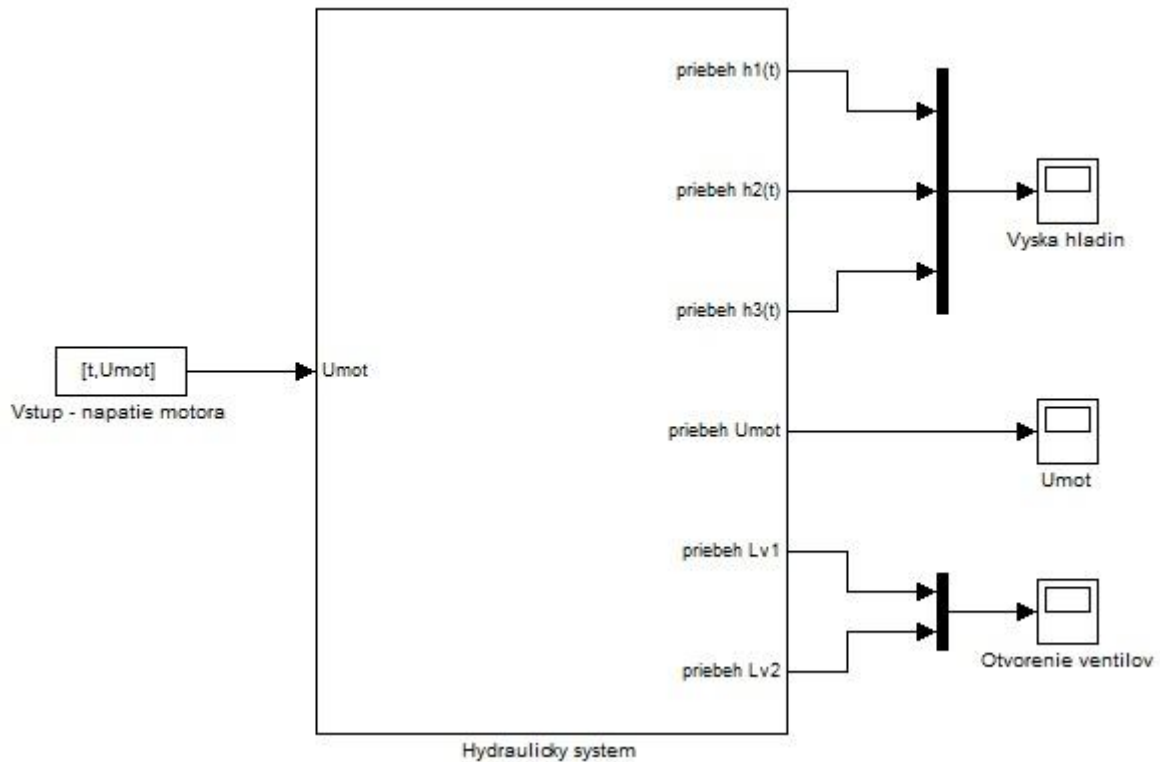 priebeh h1(t)
priebeh h2(t)
Vyska hladin
priebeh h3(t)
[t,Umot]
Umot
Vstup - napatie motora
priebeh Umot
Umot
priebeh Lv1
priebeh Lv2
Otvorenie ventilov
Hydraulicky system